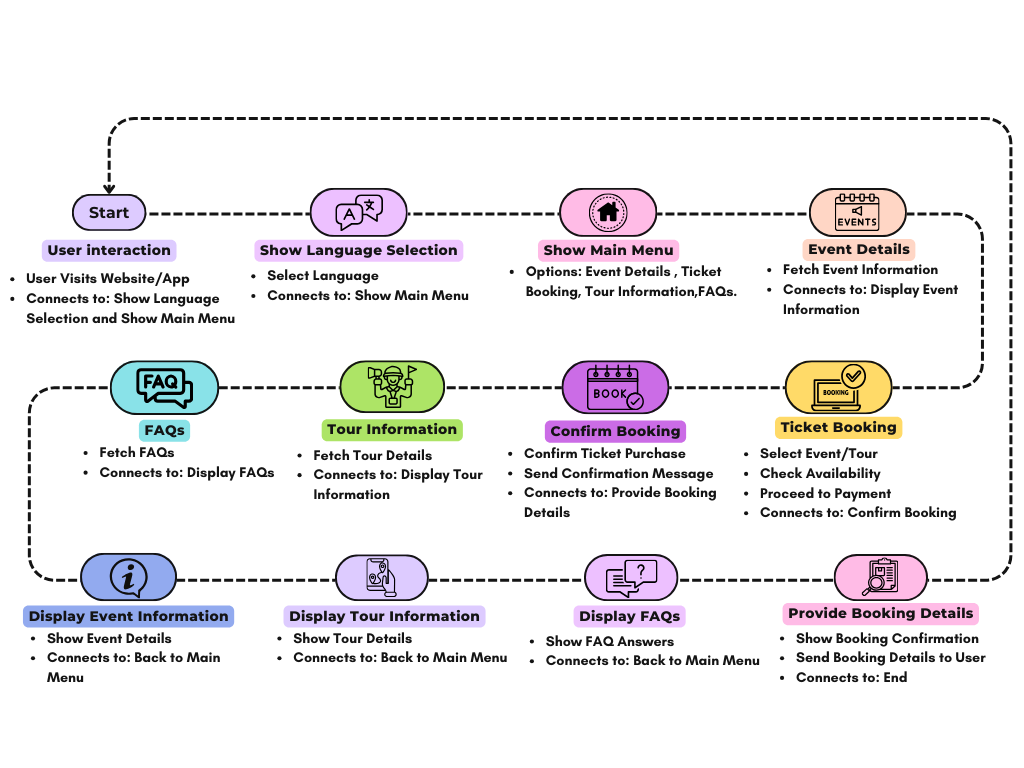 Start
A 文
EVENTS
User interaction
Show Language Selection
Show Main Menu
Event Details
• User Visits Website/App
• Connects to: Show Language
Selection and Show Main Menu
• Select Language
• Connects to: Show Main Menu
• Options: Event Details , Ticket
Booking, Tour Information,FAQs.
• Fetch Event Information
• Connects to: Display Event
Information
FAQ
BOOK
BOOKING
FAQs
Tour Information
Confirm Booking
Ticket Booking
• Fetch FAQs
• Connects to: Display FAQs
• Fetch Tour Details
• Connects to: Display Tour
Information
• Confirm Ticket Purchase
• Send Confirmation Message
• Connects to: Provide Booking
Details
• Select Event/Tour
• Check Availability
• Proceed to Payment
• Connects to: Confirm Booking
i
?
Display Event Information
Display Tour Information
Display FAQs
Provide Booking Details
• Show Event Details
• Connects to: Back to Main
Menu
• Show Tour Details
• Connects to: Back to Main Menu
• Show FAQ Answers
• Connects to: Back to Main Menu
• Show Booking Confirmation
• Send Booking Details to User
• Connects to: End